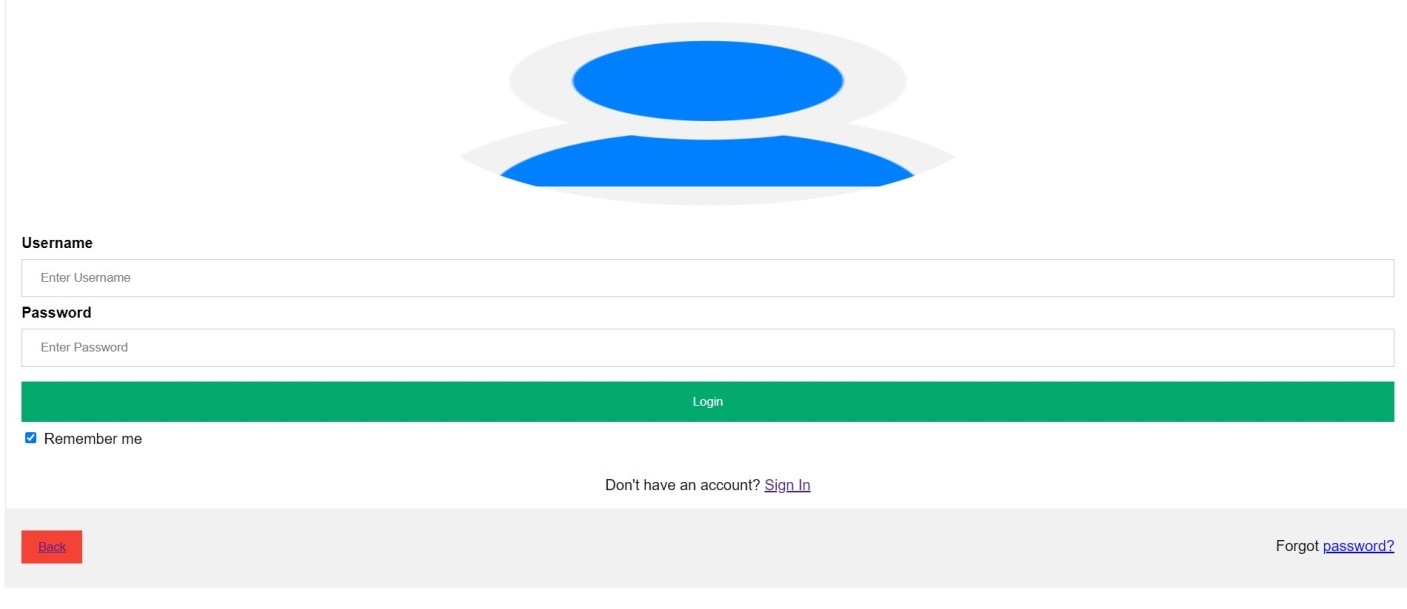 Username
Enter Username
Password
Enter Password
Login
Remember me
Don't have an account? Sign In
Back
Forgot password?